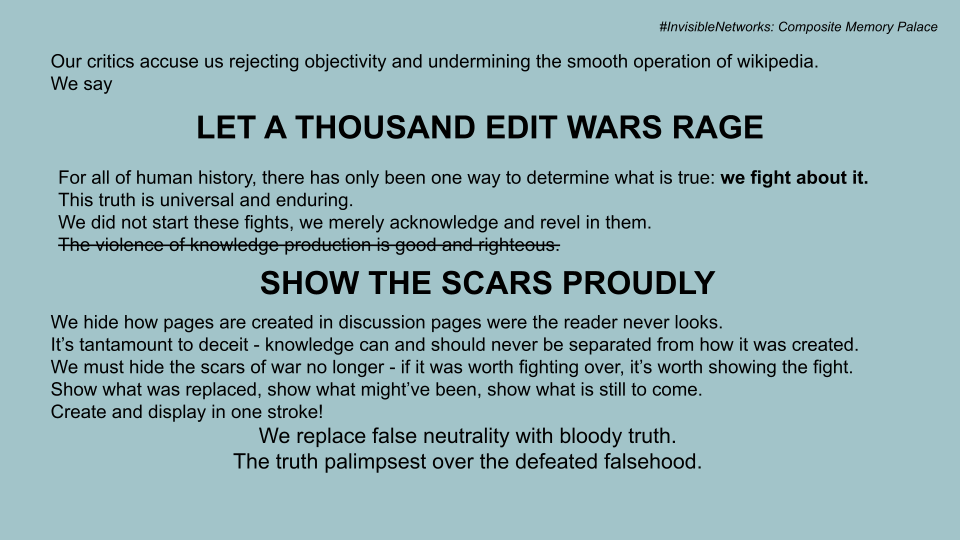 #InvisibleNetworks: Composite Memory Palace
Our critics accuse us rejecting objectivity and undermining the smooth operation of wikipedia.
We say
LET A THOUSAND EDIT WARS RAGE
For all of human history, there has only been one way to determine what is true: we fight about it.
This truth is universal and enduring.
We did not start these fights, we merely acknowledge and revel in them.
The violence of knowledge production is good and righteous.
SHOW THE SCARS PROUDLY
We hide how pages are created in discussion pages were the reader never looks.
It’s tantamount to deceit - knowledge can and should never be separated from how it was created.
We must hide the scars of war no longer - if it was worth fighting over, it’s worth showing the fight.
Show what was replaced, show what might’ve been, show what is still to come.
Create and display in one stroke!
We replace false neutrality with bloody truth.
The truth palimpsest over the defeated falsehood.